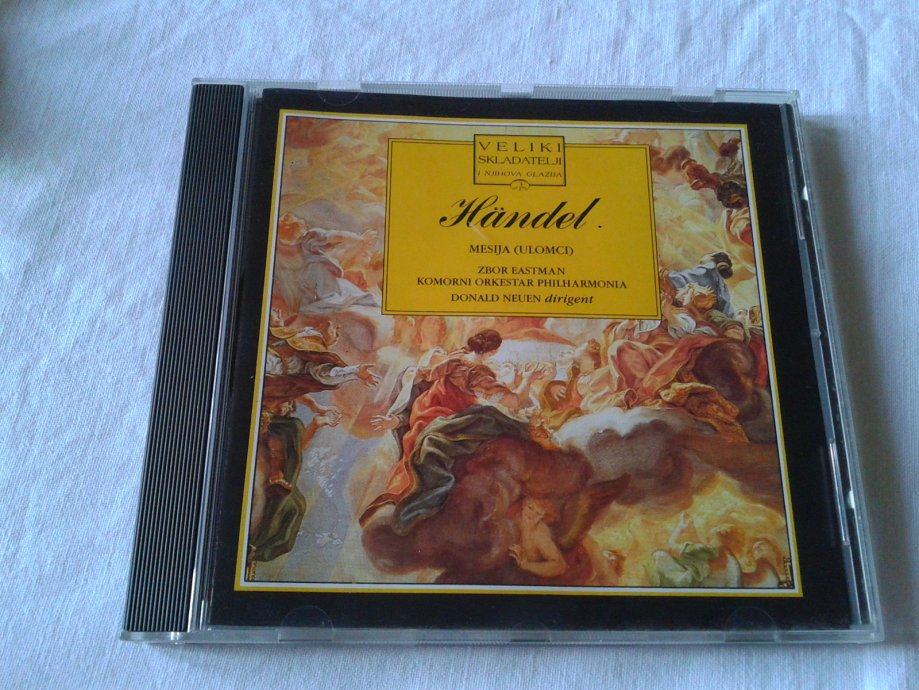 VELIKI
SKLADATELJI
I NJIHOVA GLAZBA
Händel.
MESIJA (ULOMCI)
ZBOR EASTMAN
KOMORNI ORKESTAR PHILHARMONIA
DONALD NEUEN dirigent